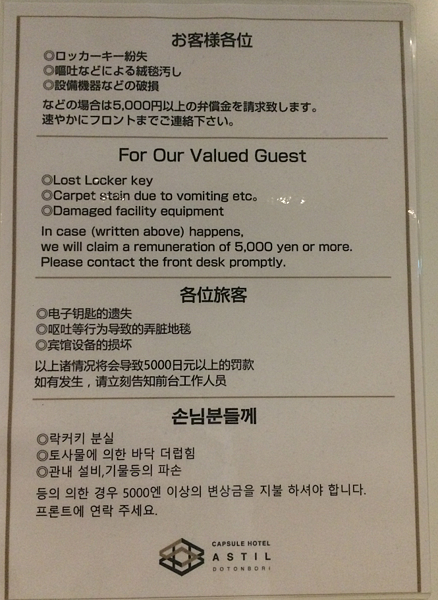 お客様各位
◎ロッカーキー紛失
◎嘔吐などによる絨毯汚し
◎設備機器などの破損
などの場合は5,000円以上の弁償金を請求致します。
速やかにフロントまでご連絡下さい。
For Our Valued Guest
◎Lost Locker key
◎Carpet stain due to vomiting etc。
◎Damaged facility equipment
In case (written above) happens,
we will claim a remuneration of 5,000 yen or more.
Please contact the front desk promptly.
各位旅客
◎电子钥匙的遗失
◎呕吐等行为导致的弄脏地毯
◎宾馆设备的损坏
以上诸情况将会导致5000日元以上的罚款
如有发生，请立刻告知前台工作人员
손님분들께
◎락커키 분실
◎토사물에 의한 바닥 더럽힘
◎관내 설비,기물등의 파손
등의 의한 경우 5000엔 이상의 변상금을 지불 하셔야 합니다.
프론트에 연락 주세요.
CAPSULE HOTEL
ASTIL
DOTONBORI